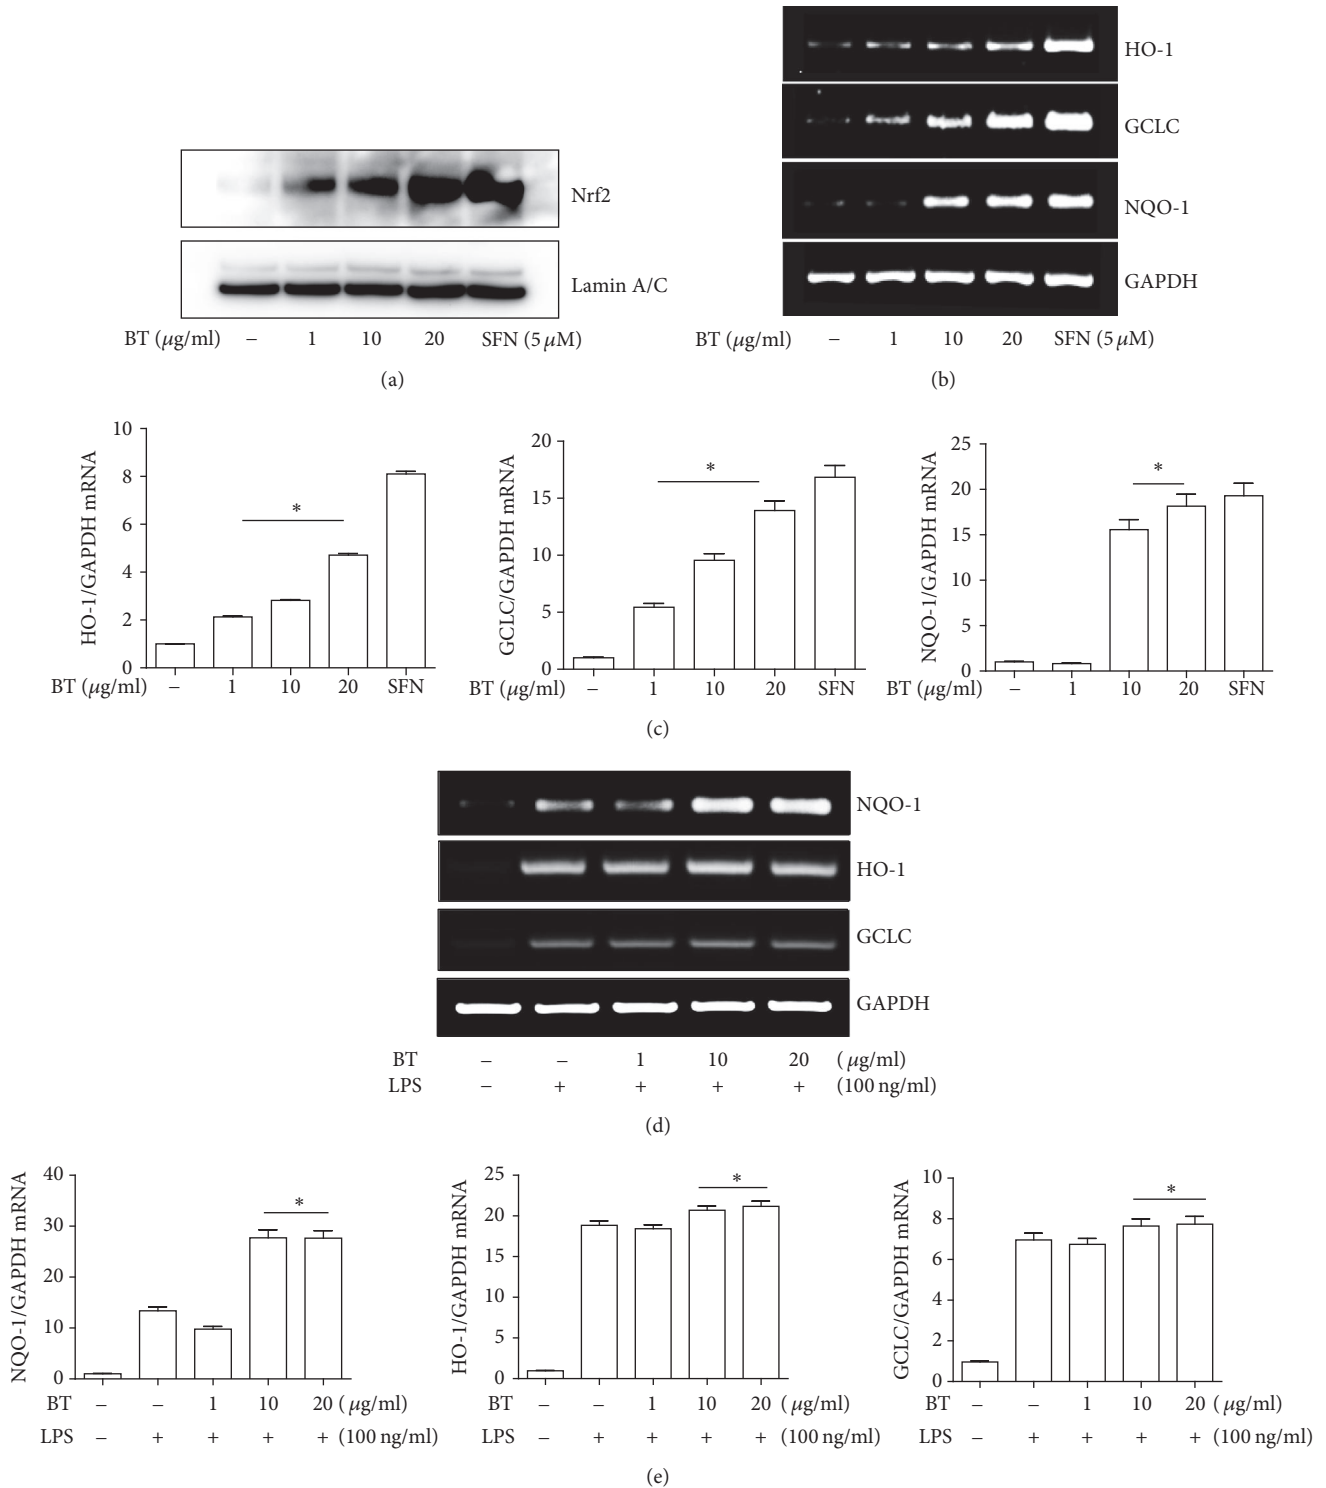 Nrf2
Lamin A/C
BT (μg/ml) – 1 10 20 SFN (5 μM)
(a)
HO-1
GCLC
NQO-1
GAPDH
BT (μg/ml) – 1 10 20 SFN (5 μM)
(b)
HO-1/GAPDH mRNA
10
8
6
4
2
0
*
BT (μg/ml) – 1 10 20 SFN
GCLC/GAPDH mRNA
20
15
10
5
0
*
BT (μg/ml) – 1 10 20 SFN
NQO-1/GAPDH mRNA
25
20
15
10
5
0
*
BT (μg/ml) – 1 10 20 SFN
(c)
NQO-1
HO-1
GCLC
GAPDH
BT – – 1 10 20 (μg/ml)
LPS – + + + + (100 ng/ml)
(d)
NQO-1/GAPDH mRNA
40
30
20
10
0
*
BT – – 1 10 20 (μg/ml)
LPS – + + + + (100 ng/ml)
HO-1/GAPDH mRNA
25
20
15
10
5
0
*
BT – – 1 10 20 (μg/ml)
LPS – + + + + (100 ng/ml)
GCLC/GAPDH mRNA
10
8
6
4
2
0
*
BT – – 1 10 20 (μg/ml)
LPS – + + + + (100 ng/ml)
(e)